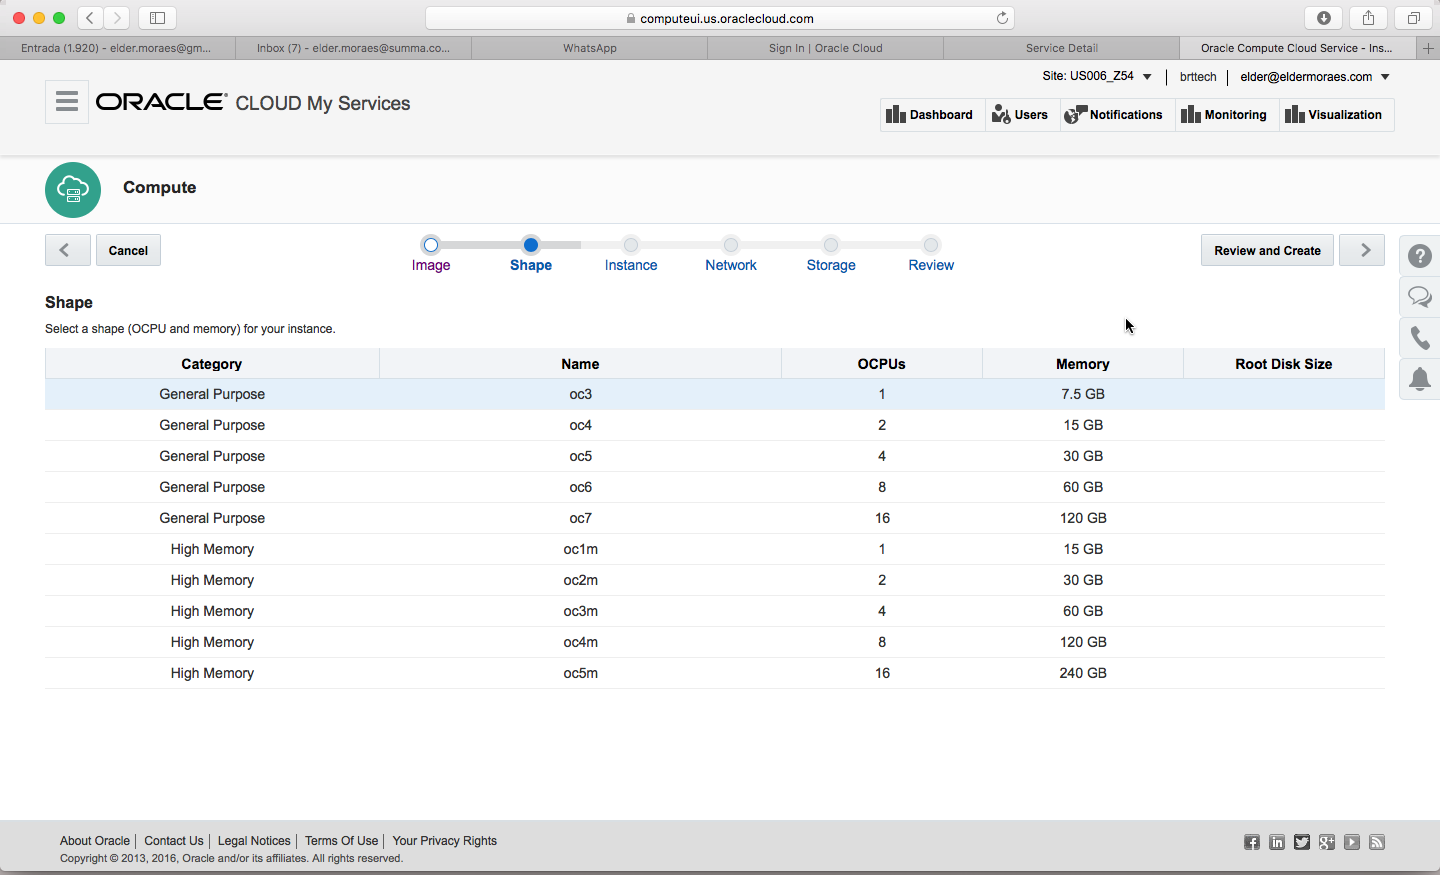 computeui.us.oraclecloud.com
Entrada (1.920) - elder.moraes@gm...
Inbox (7) - elder.moraes@summa.co...
WhatsApp
Sign In | Oracle Cloud
Service Detail
Oracle Compute Cloud Service - Ins...
Site: US006_Z54
brttech
elder@eldermoraes.com
ORACLE® CLOUD My Services
Dashboard
Users
Notifications
Monitoring
Visualization
Compute
Cancel
Image
Shape
Instance
Network
Storage
Review
Review and Create
Shape
Select a shape (OCPU and memory) for your instance.
Category Name OCPUs Memory Root Disk Size
General Purpose oc3 1 7.5 GB
General Purpose oc4 2 15 GB
General Purpose oc5 4 30 GB
General Purpose oc6 8 60 GB
General Purpose oc7 16 120 GB
High Memory oc1m 1 15 GB
High Memory oc2m 2 30 GB
High Memory oc3m 4 60 GB
High Memory oc4m 8 120 GB
High Memory oc5m 16 240 GB
About Oracle | Contact Us | Legal Notices | Terms Of Use | Your Privacy Rights
Copyright © 2013, 2016, Oracle and/or its affiliates. All rights reserved.